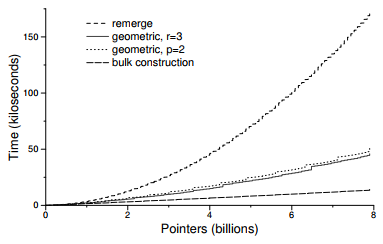 remerge
geometric, r=3
geometric, p=2
bulk construction
Time (kiloseconds)
150
100
50
0
0 2 4 6 8
Pointers (billions)